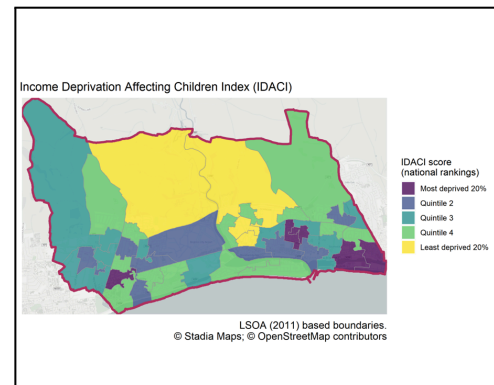 Income Deprivation Affecting Children Index (IDACI)
IDACI score
(national rankings)
Most deprived 20%
Quintile 2
Quintile 3
Quintile 4
Least deprived 20%
LSOA (2011) based boundaries.
© Stadia Maps; © OpenStreetMap contributors